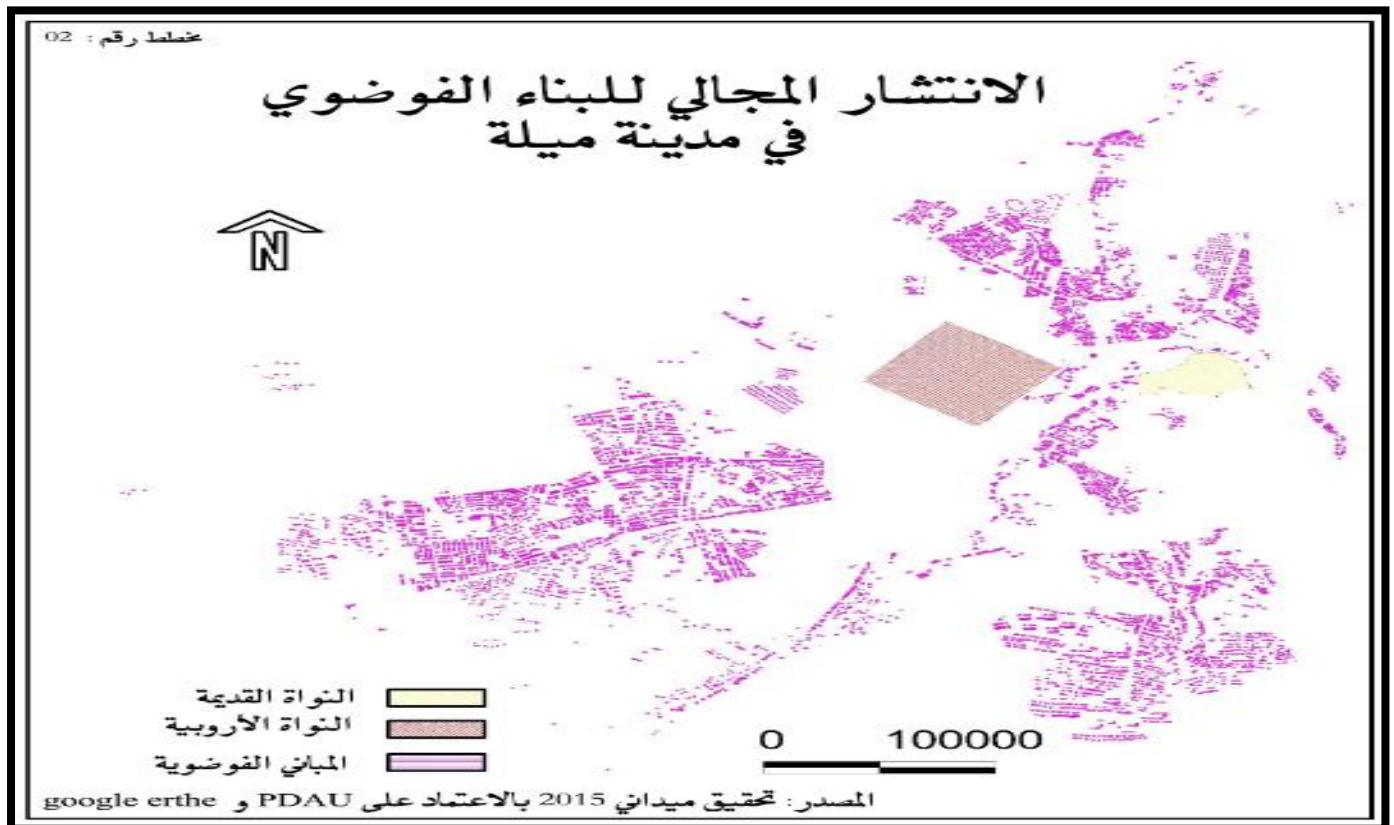 مخطط رقم : 02
الانتشار المجالي للبناء الفوضوي
في مدينة ميلة
N
النواة القديمة
النواة الأروبية
المباني الفوضوية
0 100000
المصدر: تحقيق ميداني 2015 بالاعتماد على PDAU و google erthe